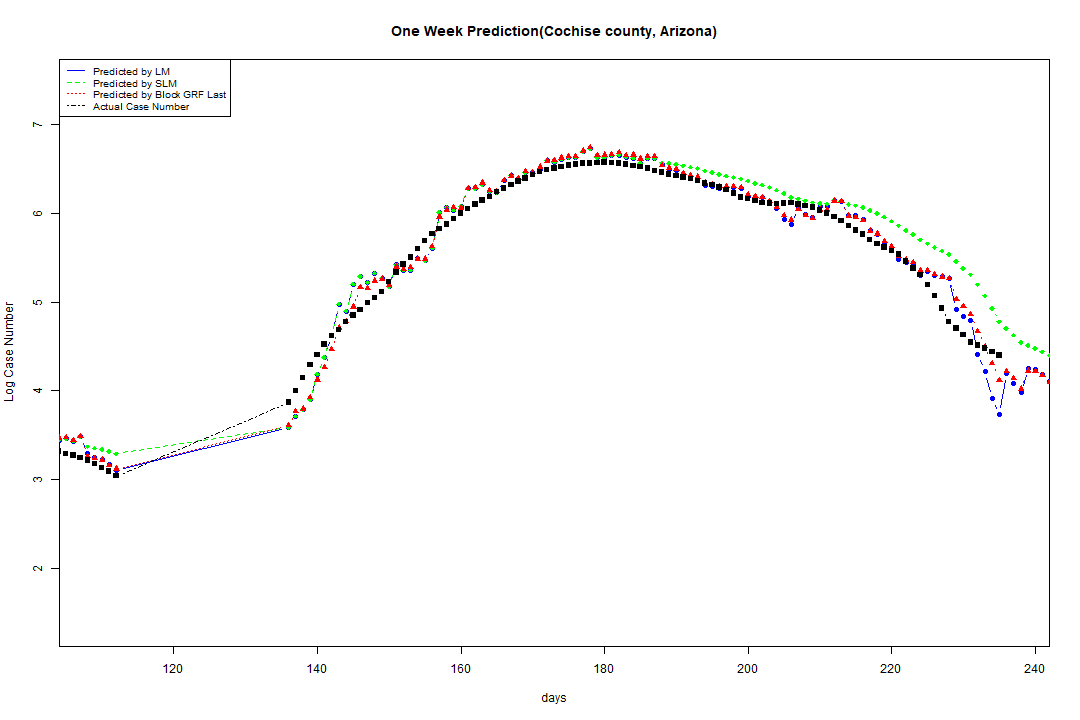 One Week Prediction(Cochise county, Arizona)
Predicted by LM
Predicted by SLM
Predicted by Block GRF Last
Actual Case Number
Log Case Number
7
6
5
4
3
2
120 140 160 180 200 220 240
days